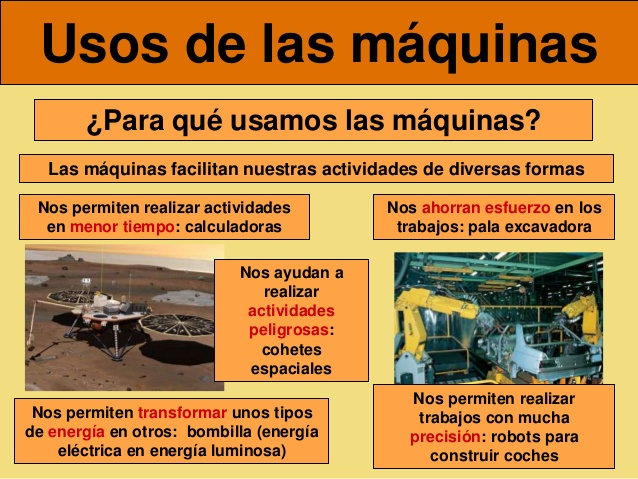 Usos de las máquinas
¿Para qué usamos las máquinas?
Las máquinas facilitan nuestras actividades de diversas formas
Nos permiten realizar actividades
en menor tiempo: calculadoras
Nos ahorran esfuerzo en los
trabajos: pala excavadora
Nos ayudan a
realizar
actividades
peligrosas:
cohetes
espaciales
Nos permiten transformar unos tipos
de energía en otros: bombilla (energía
eléctrica en energía luminosa)
Nos permiten realizar
trabajos con mucha
precisión: robots para
construir coches